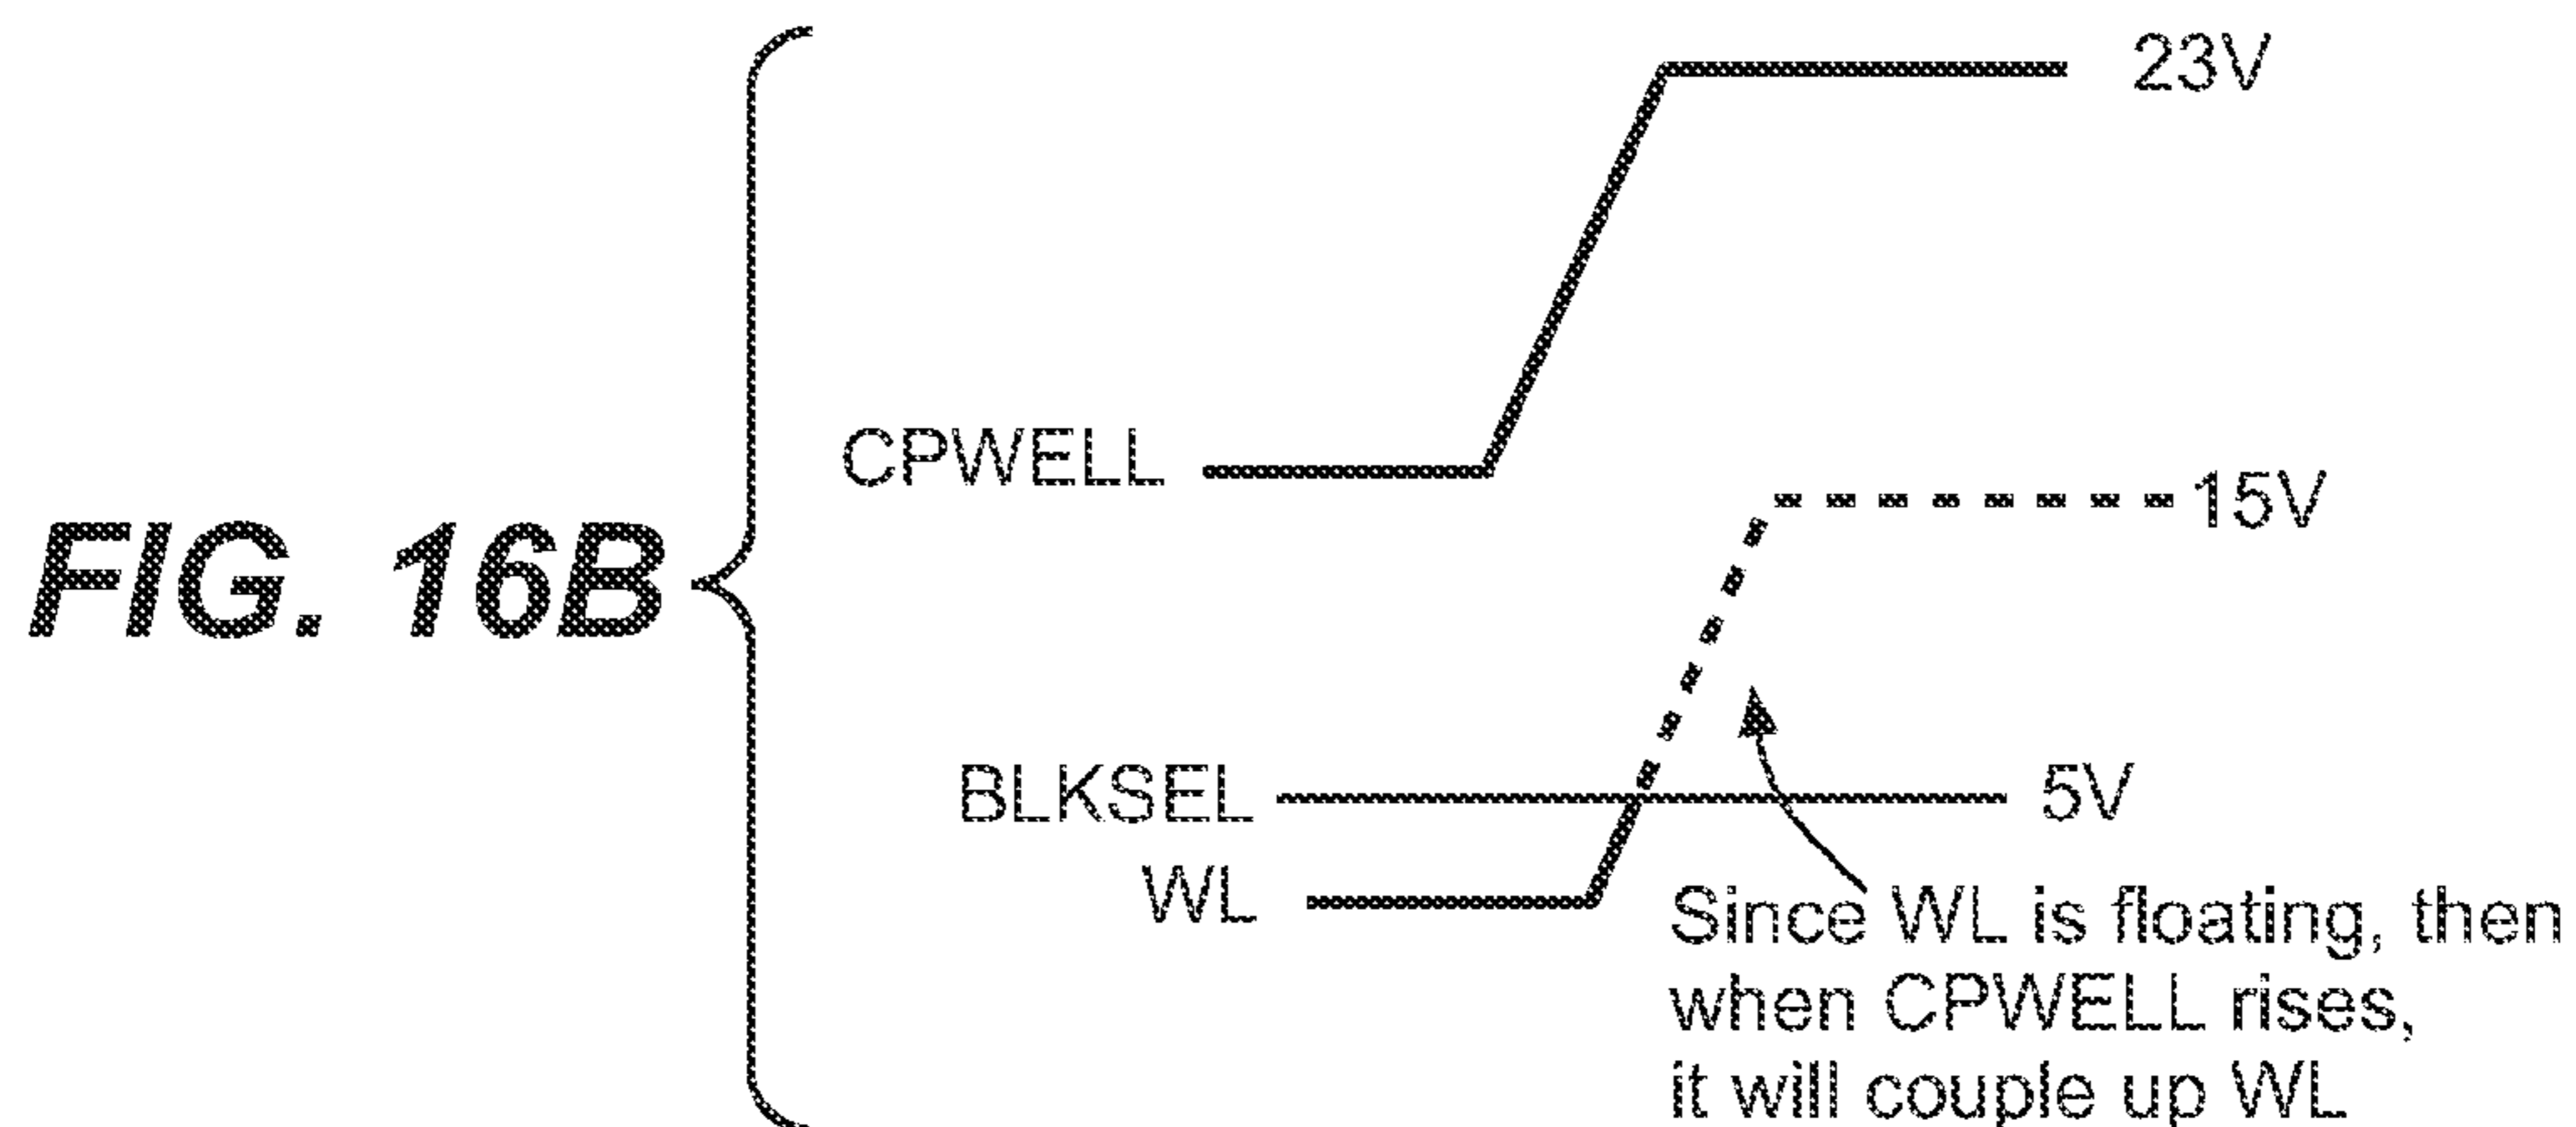 23V
CPWELL
15V
FIG. 16B
BLKSEL
5V
WL
Since WL is floating, then
when CPWELL rises,
it will couple up WL